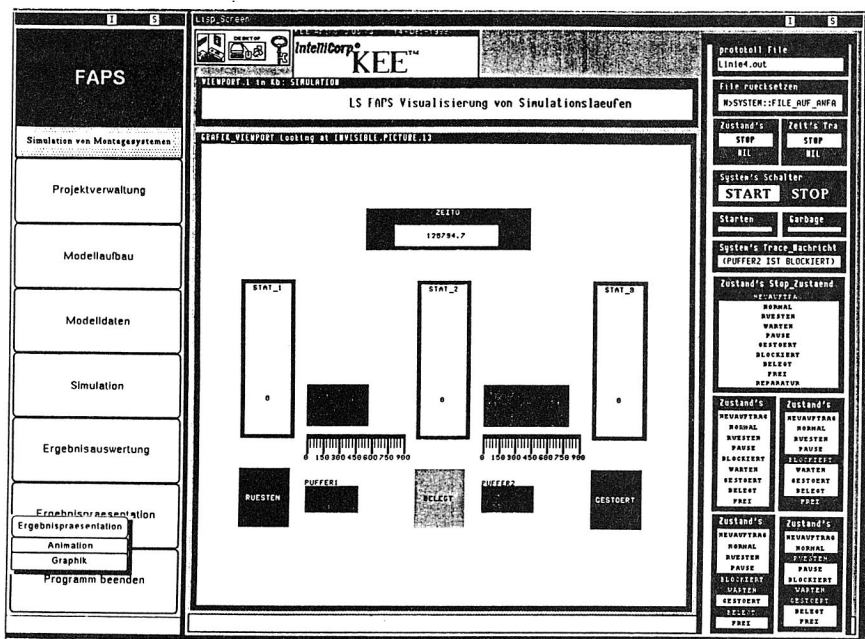 I S
Lisp_Screen
I S
FAPS
Simulation von Montagesystemen
Projektverwaltung
Modellaufbau
Modelldaten
Simulation
Ergebnisauswertung
Ergebnispraesentation
Ergebnispraesentation
Animation
Graphik
Programm beenden
DESKTOP
IntelliCorp
KEE™
VIEWPORT.1 in Kb: SIMULATION
LS FAPS Visualisierung von Simulationslaeufen
GRAFIK_VIEWPORT Looking at INVISIBLE.PICTURE.13
ZEITU
STAT_1
STAT_2
STAT_3
0
0
0
0 150 300 450 600 750 900
0 150 300 450 600 750 900
RUESTEN
PUFFER1
BELEGT
PUFFER2
GESTOERT
protokoll File
Linie4.out
File ruecksetzen
N>SYSTEM::FILE_AUF_ANFA
Zustand's
STOP
NIL
Zeit's Tra
STOP
NIL
System's Schalter
START STOP
Starten
Garbage
System's Trace_Nachricht
(PUFFER2 IST BLOCKIERT)
Zustand's Stop_Zustaend
NEUAUFTRA
NORMAL
RUESTEN
WARTEN
PAUSE
GESTOERT
BLOCKIERT
BELEGT
FREI
REPARATUR
Zustand's
NEUAUFTRAG
NORMAL
RUESTEN
PAUSE
BLOCKIERT
WARTEN
GESTOERT
BELEGT
FREI
Zustand's
NEUAUFTRAG
NORMAL
RUESTEN
PAUSE
BLOCKIERT
WARTEN
GESTOERT
BELEGT
FREI
Zustand's
NEUAUFTRAG
NORMAL
RUESTEN
PAUSE
BLOCKIERT
WARTEN
GESTOERT
BELEGT
FREI
Zustand's
NEUAUFTRAG
NORMAL
RUESTEN
PAUSE
BLOCKIERT
WARTEN
GESTOERT
BELEGT
FREI